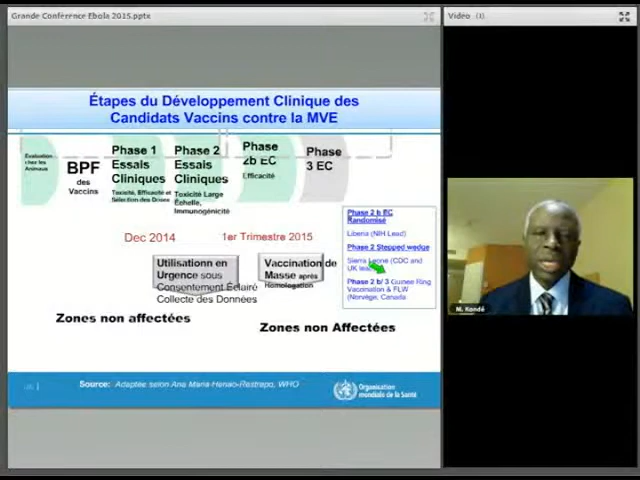 Grande Conférence Ebola 2015.pptx
Vidéo (1)
Étapes du Développement Clinique des
Candidats Vaccins contre la MVE
Evaluation
chez les
Animaux
BPF
des
Vaccins
Phase 1
Essais
Cliniques
Toxicité, Efficacité et
Sélection des Doses
Phase 2
Essais
Cliniques
Toxicité Large
Échelle,
Immunogénicité
Phase
2b EC
Efficacité
Phase
3 EC
Dec 2014
1er Trimestre 2015
Utilisationn en
Urgence sous
Consentement Éclairé
Collecte des Données
Vaccination de
Masse après
Homologation
Zones non affectées
Zones non Affectées
Phase 2 b EC
Randomisé
Liberia (NIH Lead)
Phase 2 Stepped wedge
Sierra Leone (CDC and
UK lead)
Phase 2 b/ 3 Guinee Ring
Vaccination & FLW
(Norvège, Canada
M. Kondé
Source: Adaptée selon Ana Maria Henao-Restrepo, WHO
Organisation
mondiale de la Santé